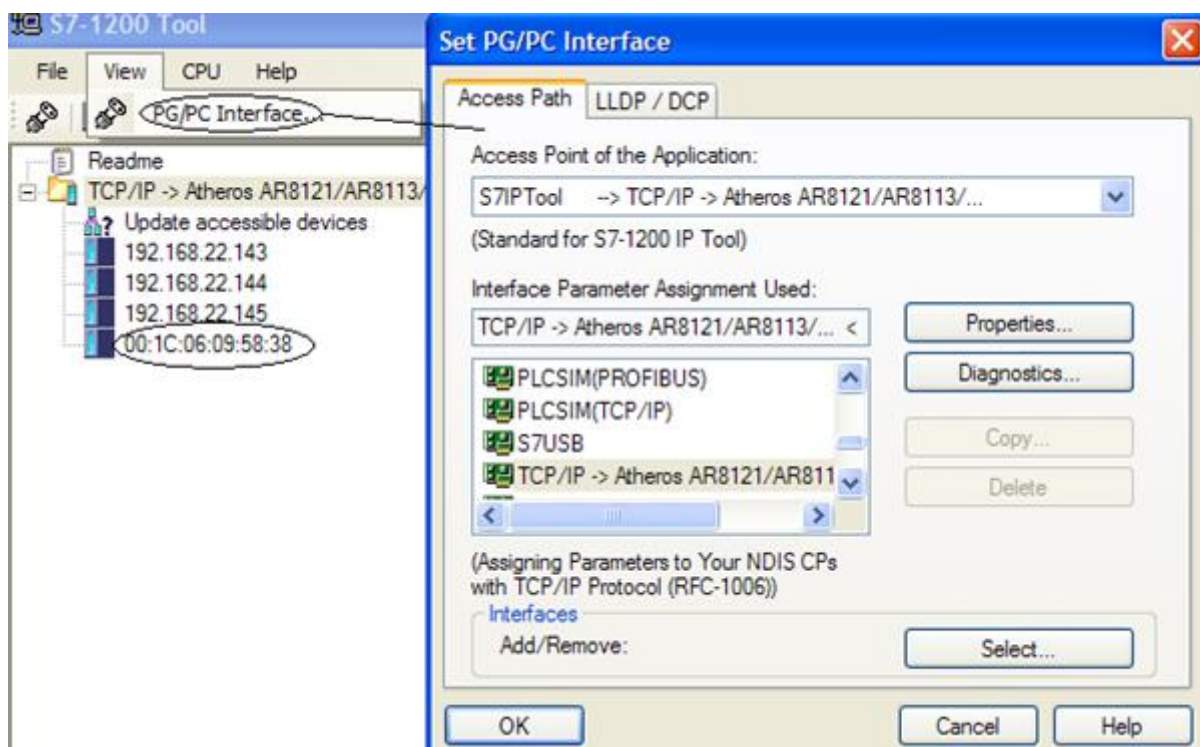 S7-1200 Tool
File View CPU Help
PG/PC Interface...
Readme
TCP/IP -> Atheros AR8121/AR8113/
Update accessible devices
192.168.22.143
192.168.22.144
192.168.22.145
00:1C:06:09:58:38
Set PG/PC Interface
Access Path LLDP / DCP
Access Point of the Application:
S7IPTool --> TCP/IP -> Atheros AR8121/AR8113/...
(Standard for S7-1200 IP Tool)
Interface Parameter Assignment Used:
TCP/IP -> Atheros AR8121/AR8113/... <
Properties...
Diagnostics...
Copy...
Delete
PLCSIM(PROFIBUS)
PLCSIM(TCP/IP)
S7USB
TCP/IP -> Atheros AR8121/AR811
(Assigning Parameters to Your NDIS CPs
with TCP/IP Protocol (RFC-1006))
Interfaces
Add/Remove:
Select...
OK Cancel Help